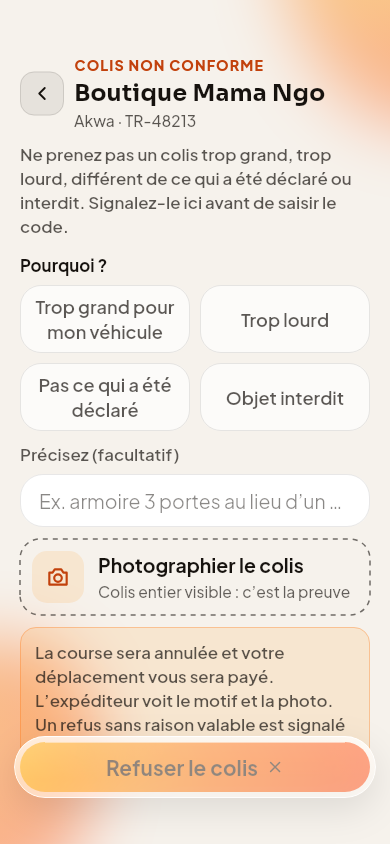 COLIS NON CONFORME
Boutique Mama Ngo
Akwa · TR-48213
Ne prenez pas un colis trop grand, trop
lourd, différent de ce qui a été déclaré ou
interdit. Signalez-le ici avant de saisir le
code.
Pourquoi ?
Trop grand pour
mon véhicule
Trop lourd
Pas ce qui a été
déclaré
Objet interdit
Précisez (facultatif)
Ex. armoire 3 portes au lieu d’un ...
Photographier le colis
Colis entier visible : c’est la preuve
La course sera annulée et votre
déplacement vous sera payé.
L’expéditeur voit le motif et la photo.
Un refus sans raison valable est signalé
Refuser le colis ×